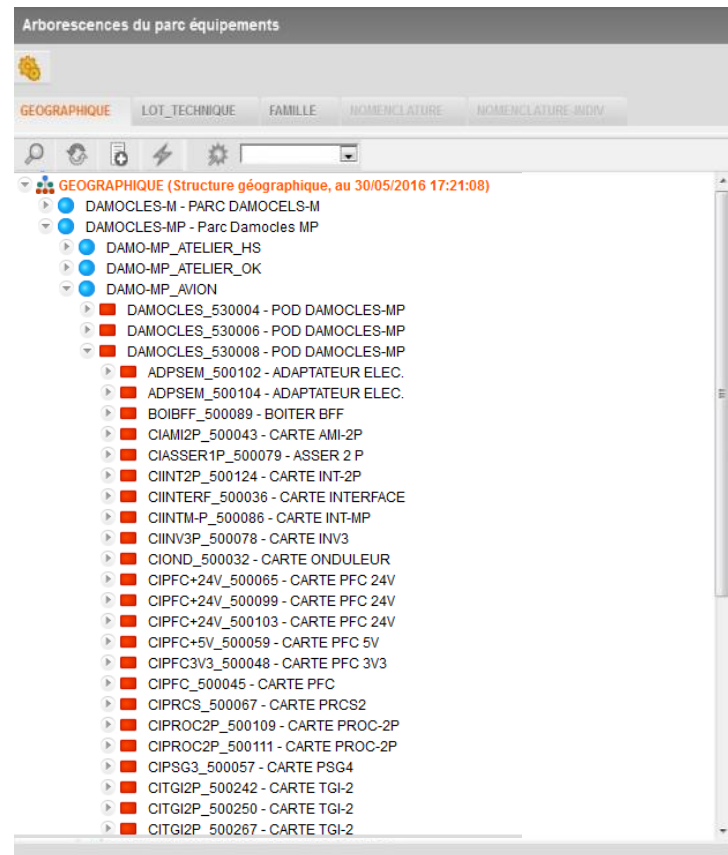 Arborescences du parc équipements
GEOGRAPHIQUE LOT_TECHNIQUE FAMILLE NOMENCLATURE NOMENCLATURE-INDIV
GEOGRAPHIQUE (Structure géographique, au 30/05/2016 17:21:08)
DAMOCLES-M - PARC DAMOCELS-M
DAMOCLES-MP - Parc Damocles MP
DAMO-MP_ATELIER_HS
DAMO-MP_ATELIER_OK
DAMO-MP_AVION
DAMOCLES_530004 - POD DAMOCLES-MP
DAMOCLES_530006 - POD DAMOCLES-MP
DAMOCLES_530008 - POD DAMOCLES-MP
ADPSEM_500102 - ADAPTATEUR ELEC.
ADPSEM_500104 - ADAPTATEUR ELEC.
BOIBFF_500089 - BOITER BFF
CIAMI2P_500043 - CARTE AMI-2P
CIASSER1P_500079 - ASSER 2 P
CIINT2P_500124 - CARTE INT-2P
CIINTERF_500036 - CARTE INTERFACE
CIINTM-P_500086 - CARTE INT-MP
CIINV3P_500078 - CARTE INV3
CIOND_500032 - CARTE ONDULEUR
CIPFC+24V_500065 - CARTE PFC 24V
CIPFC+24V_500099 - CARTE PFC 24V
CIPFC+24V_500103 - CARTE PFC 24V
CIPFC+5V_500059 - CARTE PFC 5V
CIPFC3V3_500048 - CARTE PFC 3V3
CIPFC_500045 - CARTE PFC
CIPRCS_500067 - CARTE PRCS2
CIPROC2P_500109 - CARTE PROC-2P
CIPROC2P_500111 - CARTE PROC-2P
CIPSG3_500057 - CARTE PSG4
CITGI2P_500242 - CARTE TGI-2
CITGI2P_500250 - CARTE TGI-2
CITGI2P_500267 - CARTE TGI-2